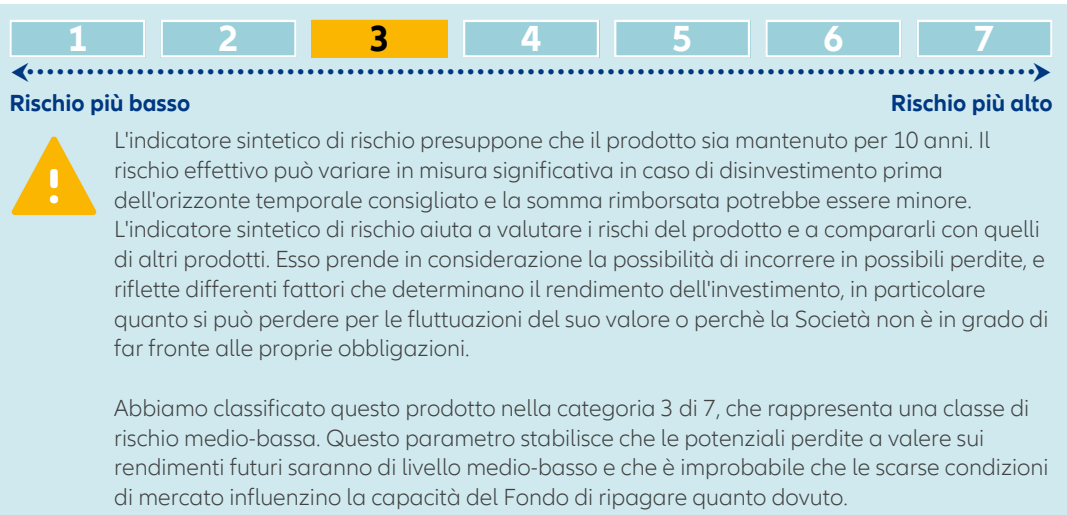 1 2 3 4 5 6 7
Rischio più basso Rischio più alto
L'indicatore sintetico di rischio presuppone che il prodotto sia mantenuto per 10 anni. Il
rischio effettivo può variare in misura significativa in caso di disinvestimento prima
dell'orizzonte temporale consigliato e la somma rimborsata potrebbe essere minore.
L'indicatore sintetico di rischio aiuta a valutare i rischi del prodotto e a compararli con quelli
di altri prodotti. Esso prende in considerazione la possibilità di incorrere in possibili perdite, e
riflette differenti fattori che determinano il rendimento dell'investimento, in particolare
quanto si può perdere per le fluttuazioni del suo valore o perchè la Società non è in grado di
far fronte alle proprie obbligazioni.
Abbiamo classificato questo prodotto nella categoria 3 di 7, che rappresenta una classe di
rischio medio-bassa. Questo parametro stabilisce che le potenziali perdite a valere sui
rendimenti futuri saranno di livello medio-basso e che è improbabile che le scarse condizioni
di mercato influenzino la capacità del Fondo di ripagare quanto dovuto.